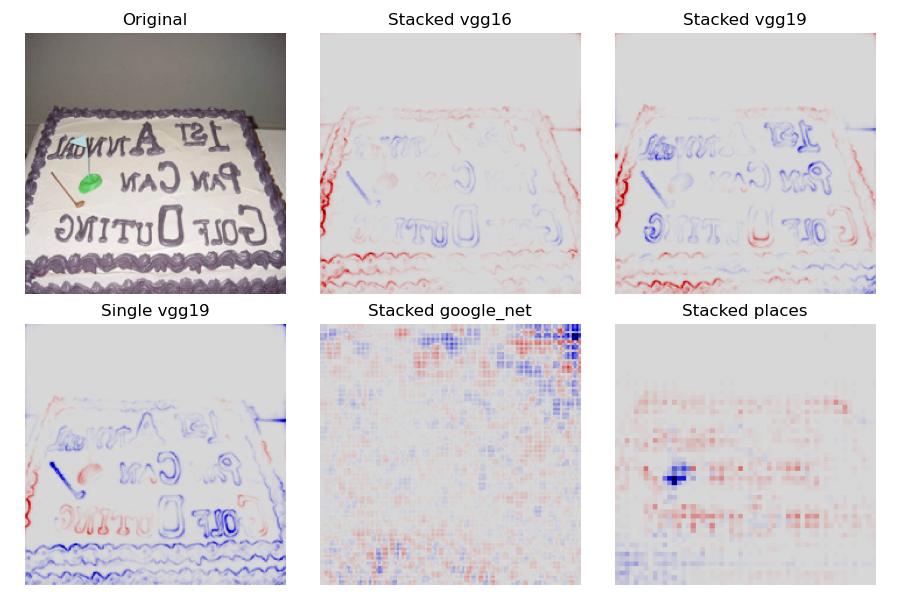 Original
Stacked vgg16
Stacked vgg19
1ST ANNUAL
PAN CAN
GOLF OUTING
Single vgg19
Stacked google_net
Stacked places